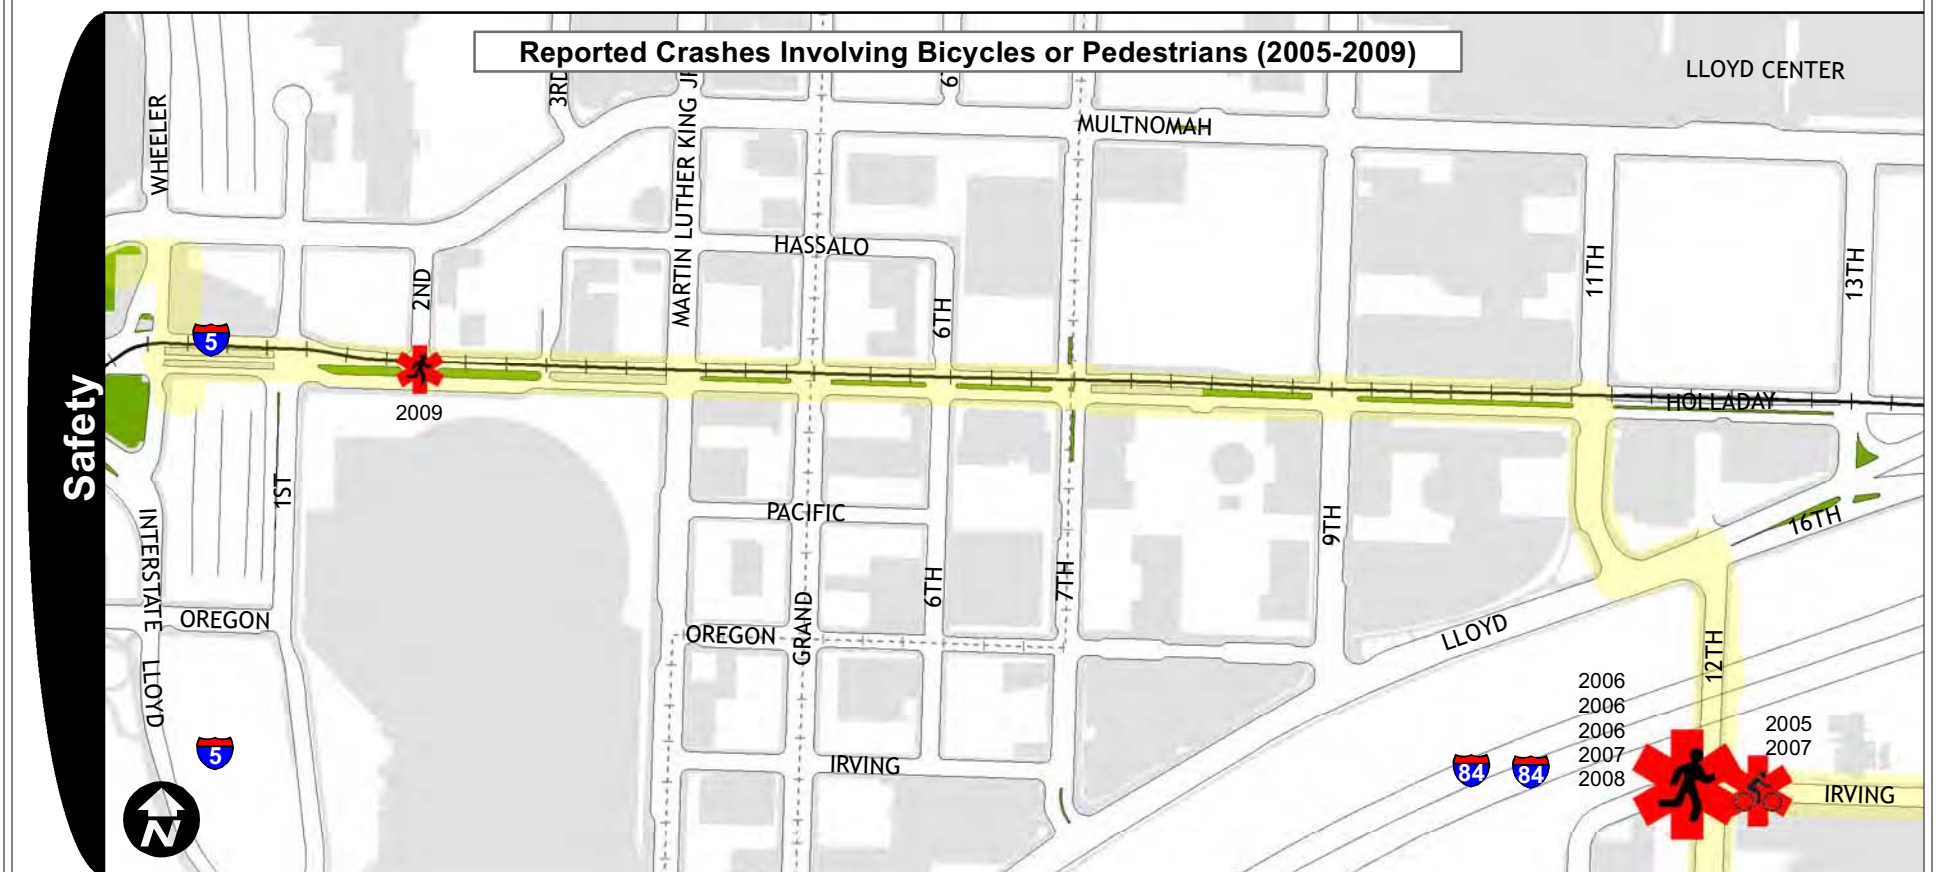 Reported Crashes Involving Bicycles or Pedestrians (2005-2009)
Safety
LLOYD CENTER
WHEELER
3RD
MARTIN LUTHER KING JR
6
MULTNOMAH
HASSALO
2ND
6TH
11TH
13TH
5
2009
HOLLADAY
1ST
INTERSTATE
PACIFIC
9TH
16TH
GRAND
6TH
7TH
OREGON
OREGON
LLOYD
12TH
LLOYD
5
IRVING
84
84
2006
2006
2006
2007
2008
2005
2007
IRVING
N